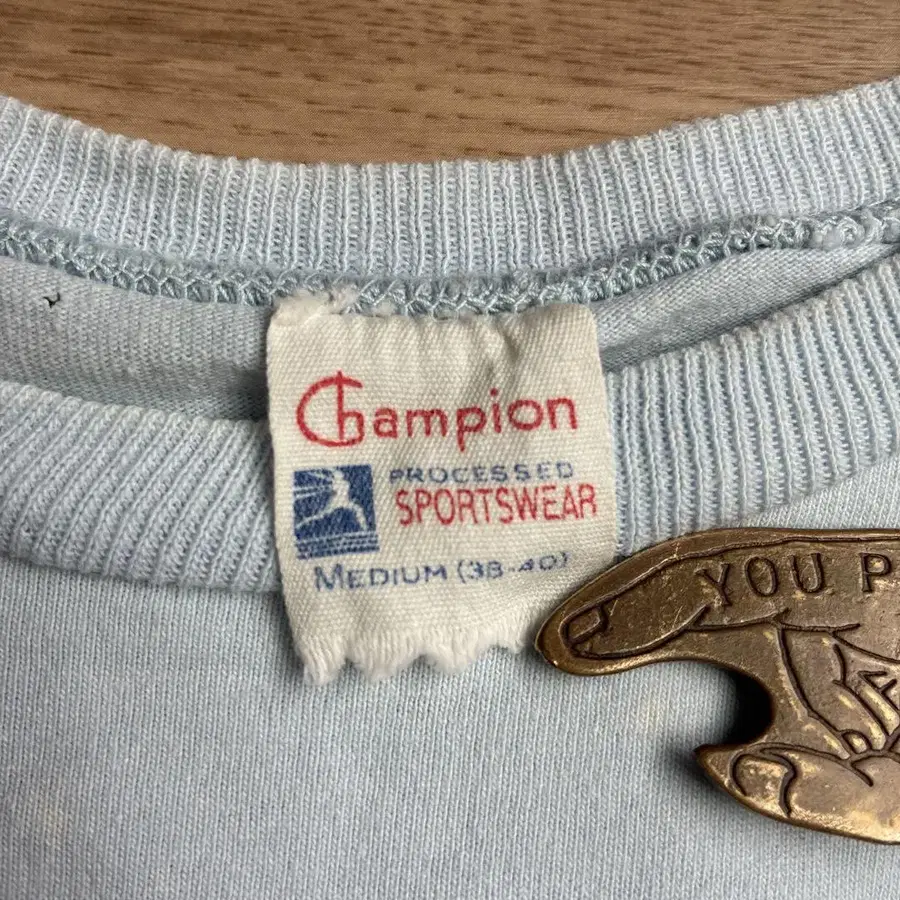 Champion
PROCESSED
SPORTSWEAR
MEDIUM (38-40)
YOU P